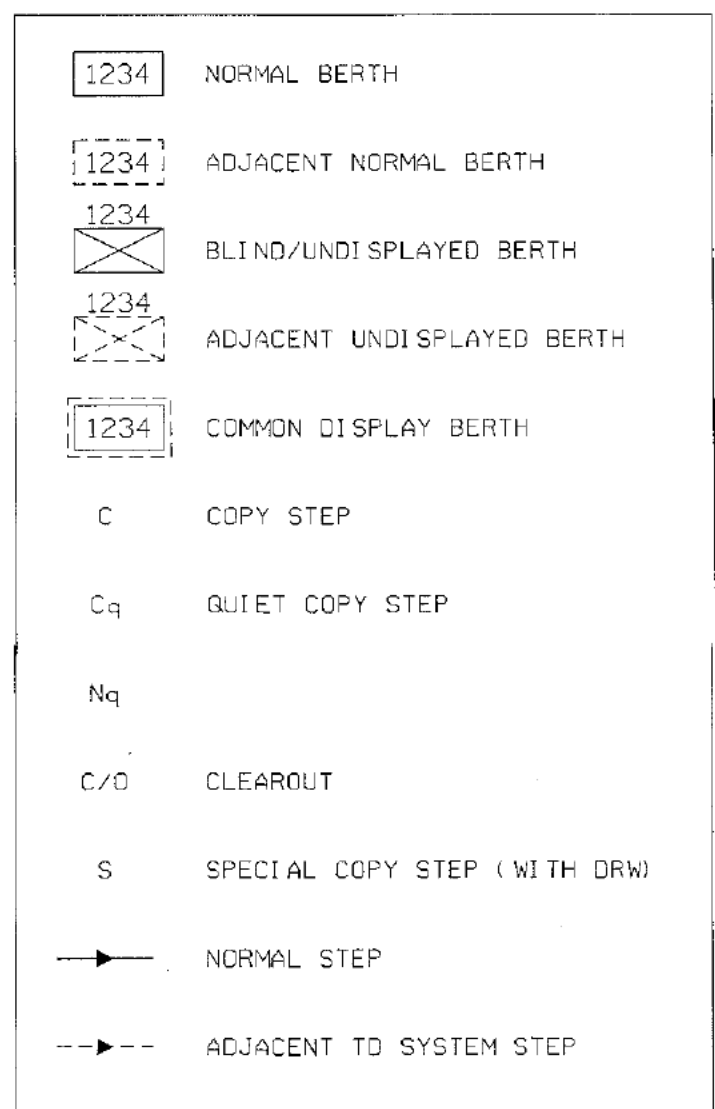 1234 NORMAL BERTH
1234 ADJACENT NORMAL BERTH
1234
BLIND/UNDISPLAYED BERTH
1234
ADJACENT UNDISPLAYED BERTH
1234 COMMON DISPLAY BERTH
C COPY STEP
Cq QUIET COPY STEP
Nq
C/O CLEAROUT
S SPECIAL COPY STEP (WITH DRW)
NORMAL STEP
ADJACENT TO SYSTEM STEP